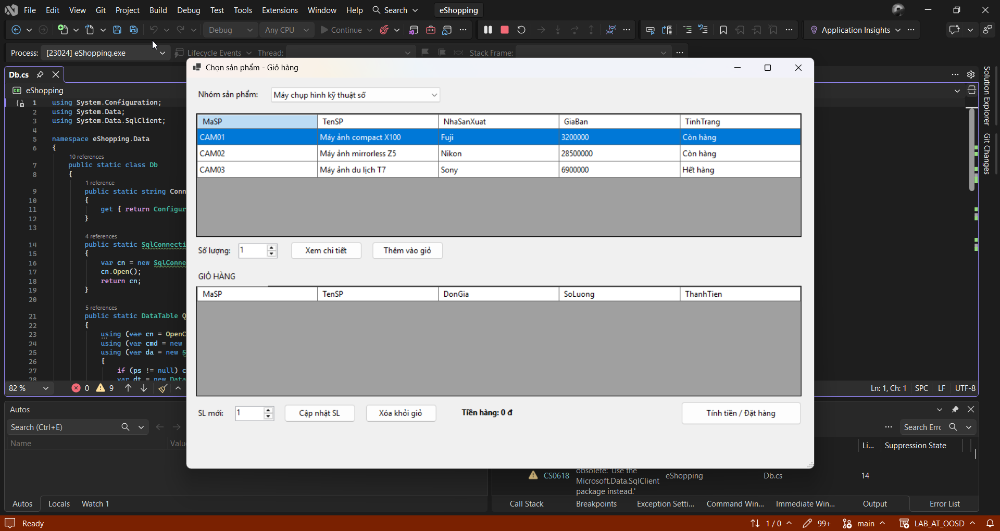 File Edit View Git Project Build Debug Test Tools Extensions Window Help Search eShopping
Debug Any CPU Continue Application Insights
Process: [23024] eShopping.exe Lifecycle Events Thread: Stack Frame:
Db.cs
eShopping
1 using System.Configuration;
2 using System.Data;
3 using System.Data.SqlClient;
4
5 namespace eShopping.Data
6 {
10 references
7 public static class Db
8 {
1 reference
9 public static string Conn
10 {
11 get { return Configur
12 }
13
4 references
14 public static SqlConnecti
15 {
16 var cn = new SqlConne
17 cn.Open();
18 return cn;
19 }
20
5 references
21 public static DataTable Q
22 {
23 using (var cn = OpenC
24 using (var cmd = new
25 using (var da = new S
26 {
27 if (ps != null) c
28 var dt = new Data
82 % 0 9
Ln: 1, Ch: 1 SPC LF UTF-8
Chọn sản phẩm - Giỏ hàng
Nhóm sản phẩm: Máy chụp hình kỹ thuật số
MaSP TenSP NhaSanXuat GiaBan TinhTrang
CAM01 Máy ảnh compact X100 Fuji 3200000 Còn hàng
CAM02 Máy ảnh mirrorless Z5 Nikon 28500000 Còn hàng
CAM03 Máy ảnh du lịch T7 Sony 6900000 Hết hàng
Số lượng: 1 Xem chi tiết Thêm vào giỏ
GIỎ HÀNG
MaSP TenSP DonGia SoLuong ThanhTien
SL mới: 1 Cập nhật SL Xóa khỏi giỏ Tiền hàng: 0 đ Tính tiền / Đặt hàng
Solution Explorer
Git Changes
Autos
Search (Ctrl+E)
Name Valu
Search Errc
Li... Suppression State
CS0618 obsolete: 'Use the
Microsoft.Data.SqlClient
package instead.'
eShopping Db.cs 14
Autos Locals Watch 1
Call Stack Breakpoints Exception Setti... Command Win... Immediate Win... Output Error List
Ready 1 / 0 99+ main LAB_AT_OOSD